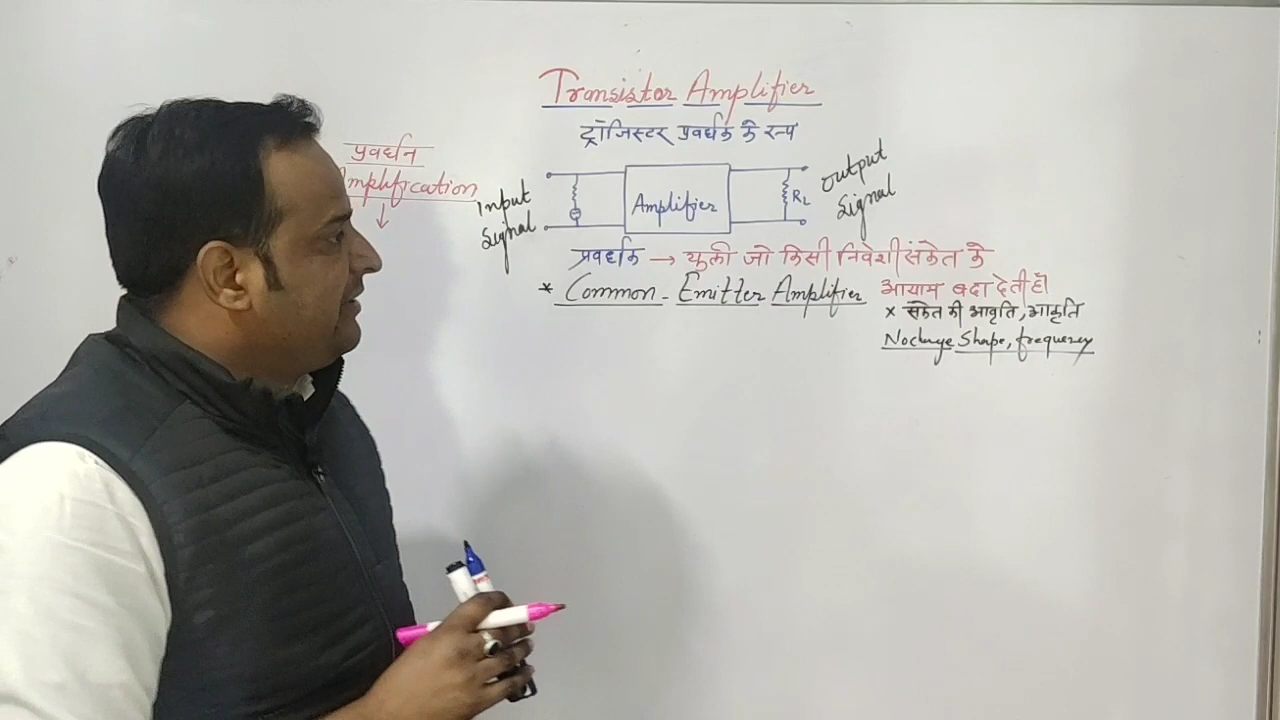 Transistor Amplifier
ट्रांजिस्टर प्रवर्धक के रूप
प्रवर्धन
Amplification
Input
Signal
Amplifier
RL
Output
Signal
प्रवर्धक → युक्ति जो किसी निवेशी संकेत के
आयाम बढा देती हो
* Common-Emitter Amplifier
× संकेत की आवृति, आकृति
No change Shape, frequency